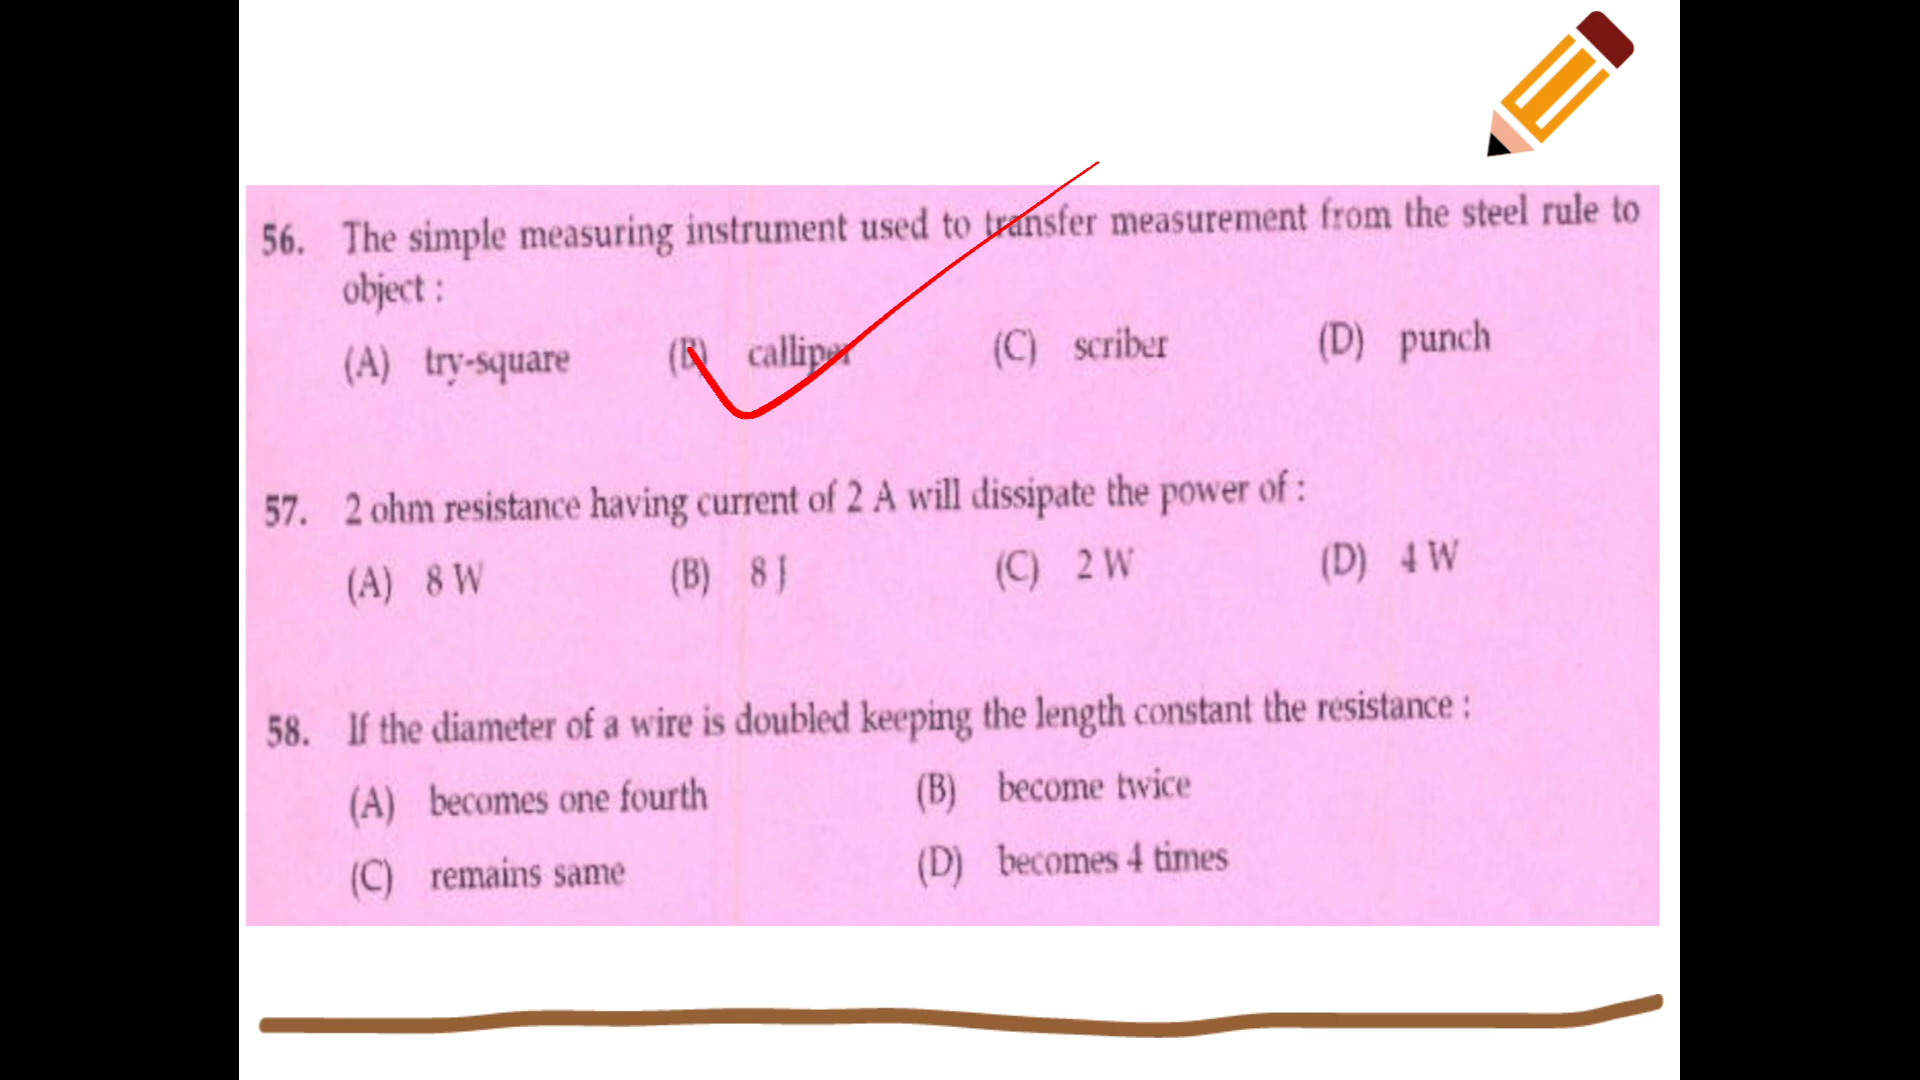 56. The simple measuring instrument used to transfer measurement from the steel rule to
object :
(A) try-square (B) calliper (C) scriber (D) punch
57. 2 ohm resistance having current of 2 A will dissipate the power of :
(A) 8 W (B) 8 J (C) 2 W (D) 4 W
58. If the diameter of a wire is doubled keeping the length constant the resistance :
(A) becomes one fourth (B) become twice
(C) remains same (D) becomes 4 times